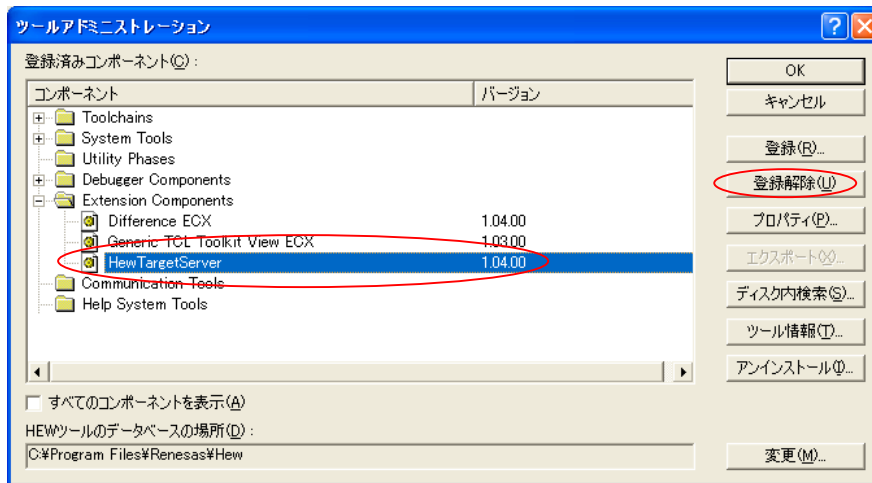 ツールアドミニストレーション
登録済みコンポーネント(C) :
コンポーネント バージョン
Toolchains
System Tools
Utility Phases
Debugger Components
Extension Components
Difference ECX 1.04.00
Generic TCL Toolkit View ECX 1.03.00
HewTargetServer 1.04.00
Communication Tools
Help System Tools
すべてのコンポーネントを表示(A)
HEWツールのデータベースの場所(D) :
C:¥Program Files¥Renesas¥Hew
OK
キャンセル
登録(R)...
登録解除(U)
プロパティ(P)...
エクスポート(X)...
ディスク内検索(S)...
ツール情報(T)...
アンインストール(I)...
変更(M)...